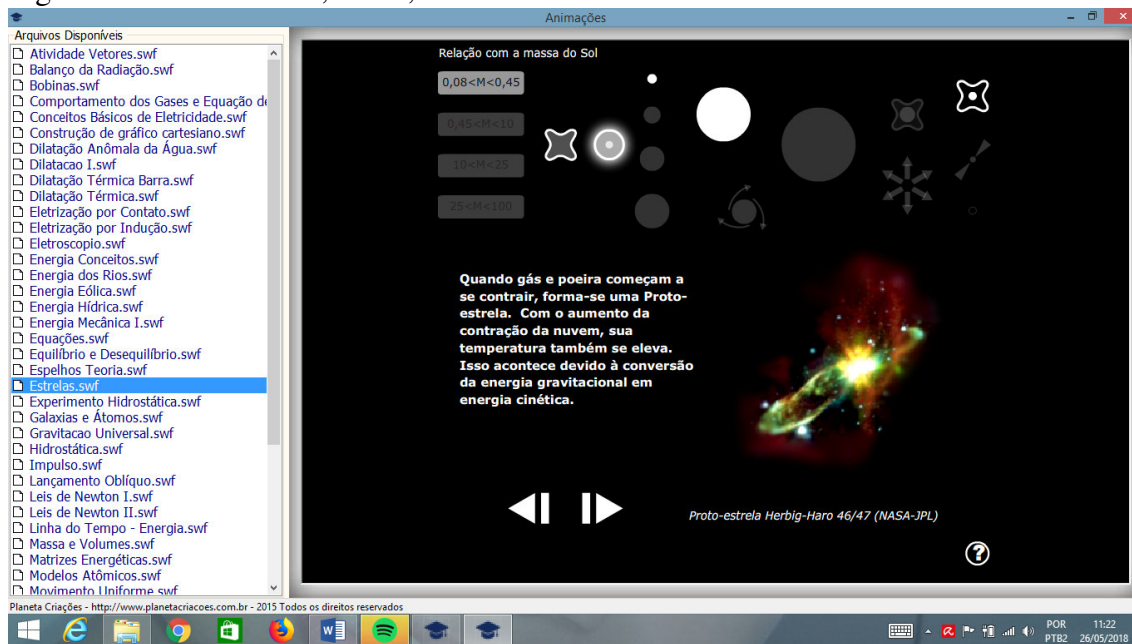 Animações
Arquivos Disponíveis
Atividade Vetores.swf
Balanço da Radiação.swf
Bobinas.swf
Comportamento dos Gases e Equação de
Conceitos Básicos de Eletricidade.swf
Construção de gráfico cartesiano.swf
Dilatação Anômala da Água.swf
Dilatacao I.swf
Dilatação Térmica Barra.swf
Dilatação Térmica.swf
Eletrização por Contato.swf
Eletrização por Indução.swf
Eletroscopio.swf
Energia Conceitos.swf
Energia dos Rios.swf
Energia Eólica.swf
Energia Hídrica.swf
Energia Mecânica I.swf
Equações.swf
Equilíbrio e Desequilíbrio.swf
Espelhos Teoria.swf
Estrelas.swf
Experimento Hidrostática.swf
Galaxias e Átomos.swf
Gravitacao Universal.swf
Hidrostática.swf
Impulso.swf
Lançamento Oblíquo.swf
Leis de Newton I.swf
Leis de Newton II.swf
Linha do Tempo - Energia.swf
Massa e Volumes.swf
Matrizes Energéticas.swf
Modelos Atômicos.swf
Movimento Uniforme.swf
Relação com a massa do Sol
0,08<M<0,45
0,45<M<10
10<M<25
25<M<100
Quando gás e poeira começam a
se contrair, forma-se uma Proto-
estrela. Com o aumento da
contração da nuvem, sua
temperatura também se eleva.
Isso acontece devido à conversão
da energia gravitacional em
energia cinética.
Proto-estrela Herbig-Haro 46/47 (NASA-JPL)
?
Planeta Criações - http://www.planetacriacoes.com.br - 2015 Todos os direitos reservados
POR 11:22
PTB2 26/05/2018